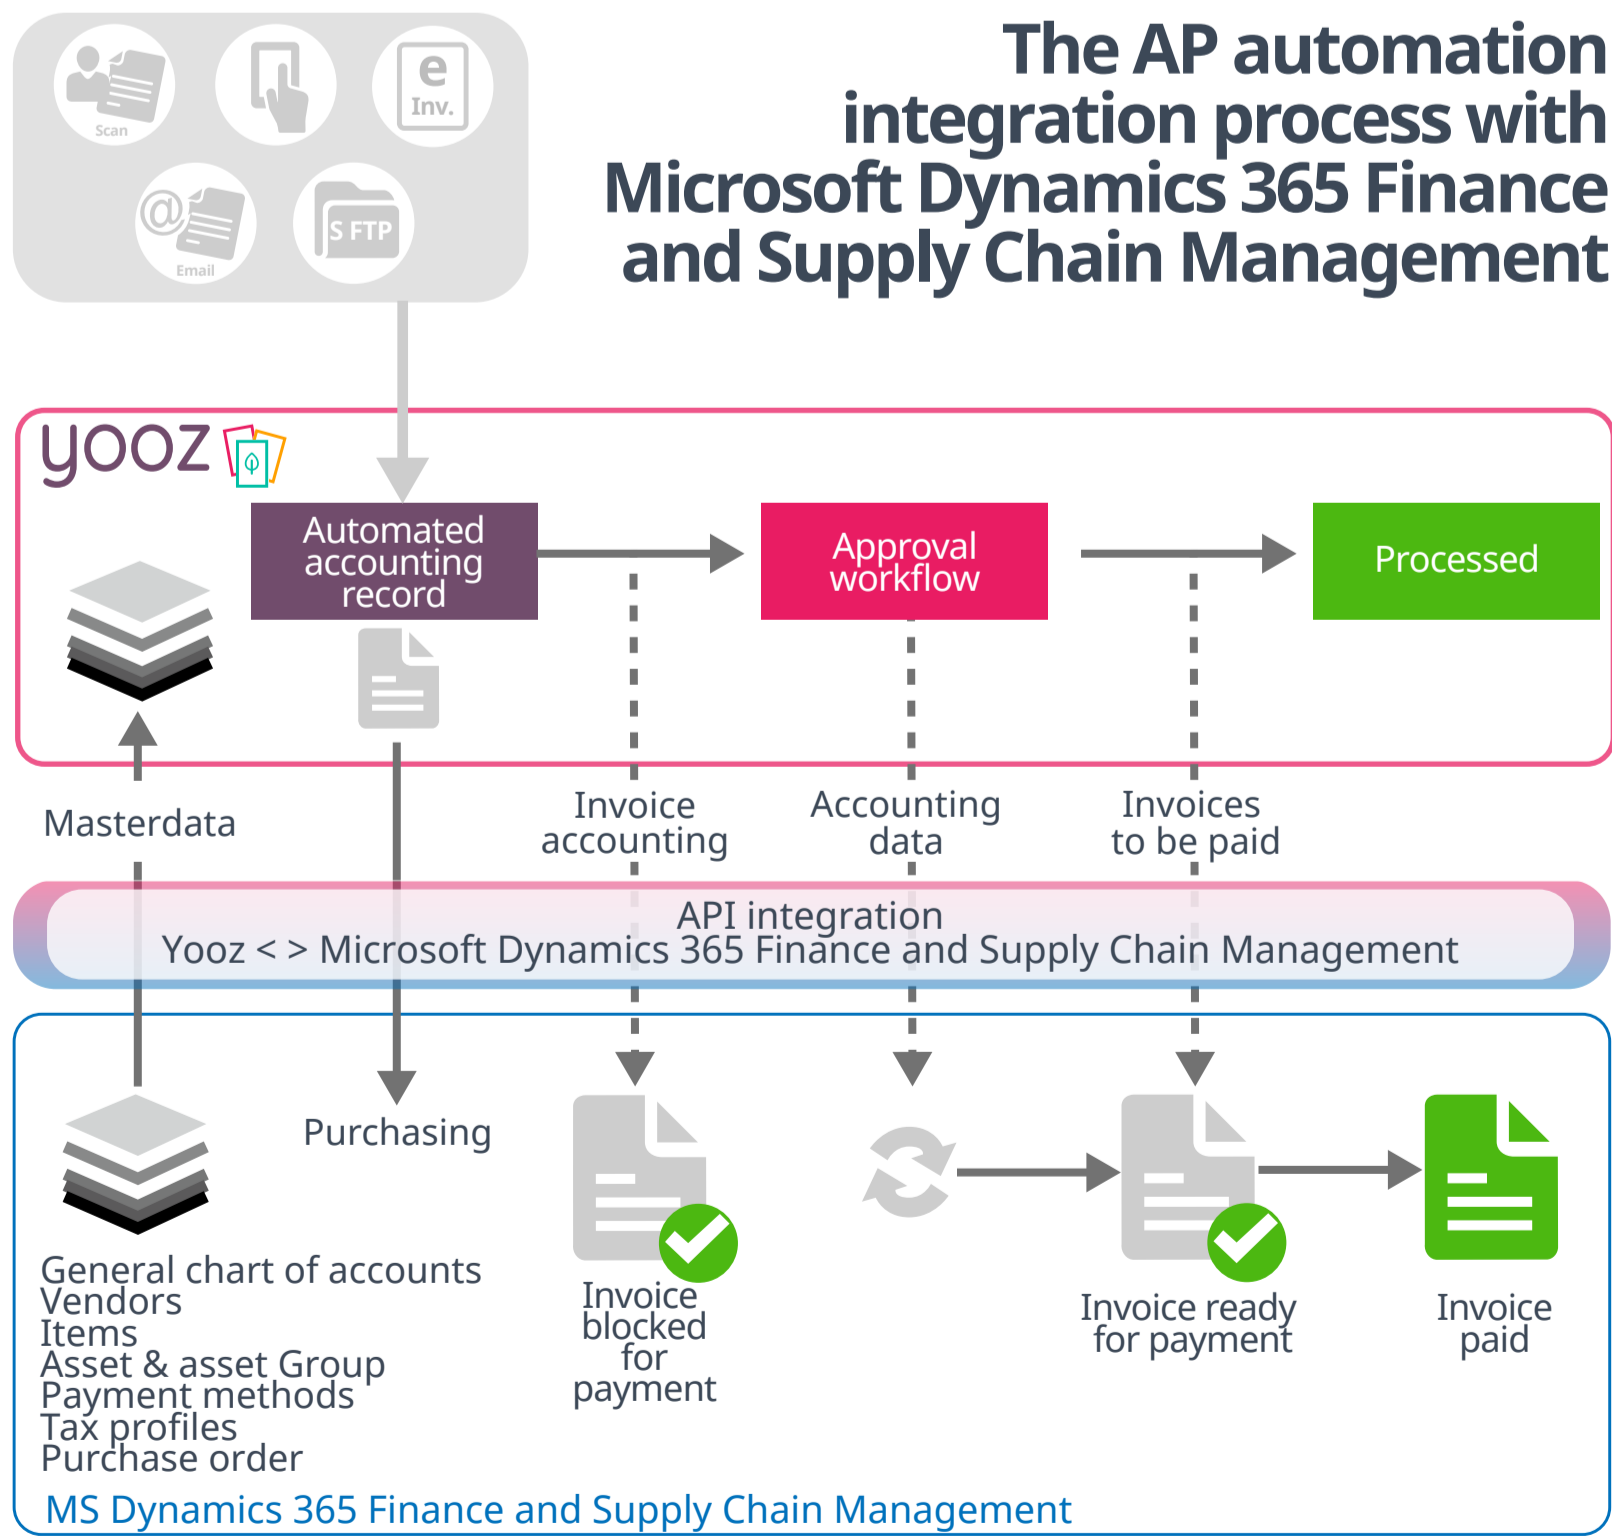 The AP automation
integration process with
Microsoft Dynamics 365 Finance
and Supply Chain Management
Scan
e
Inv.
@
Email
S FTP
yooz
Automated
accounting
record
Approval
workflow
Processed
Masterdata
Invoice
accounting
Accounting
data
Invoices
to be paid
API integration
Yooz < > Microsoft Dynamics 365 Finance and Supply Chain Management
Purchasing
General chart of accounts
Vendors
Items
Asset & asset Group
Payment methods
Tax profiles
Purchase order
Invoice
blocked
for
payment
Invoice ready
for payment
Invoice
paid
MS Dynamics 365 Finance and Supply Chain Management